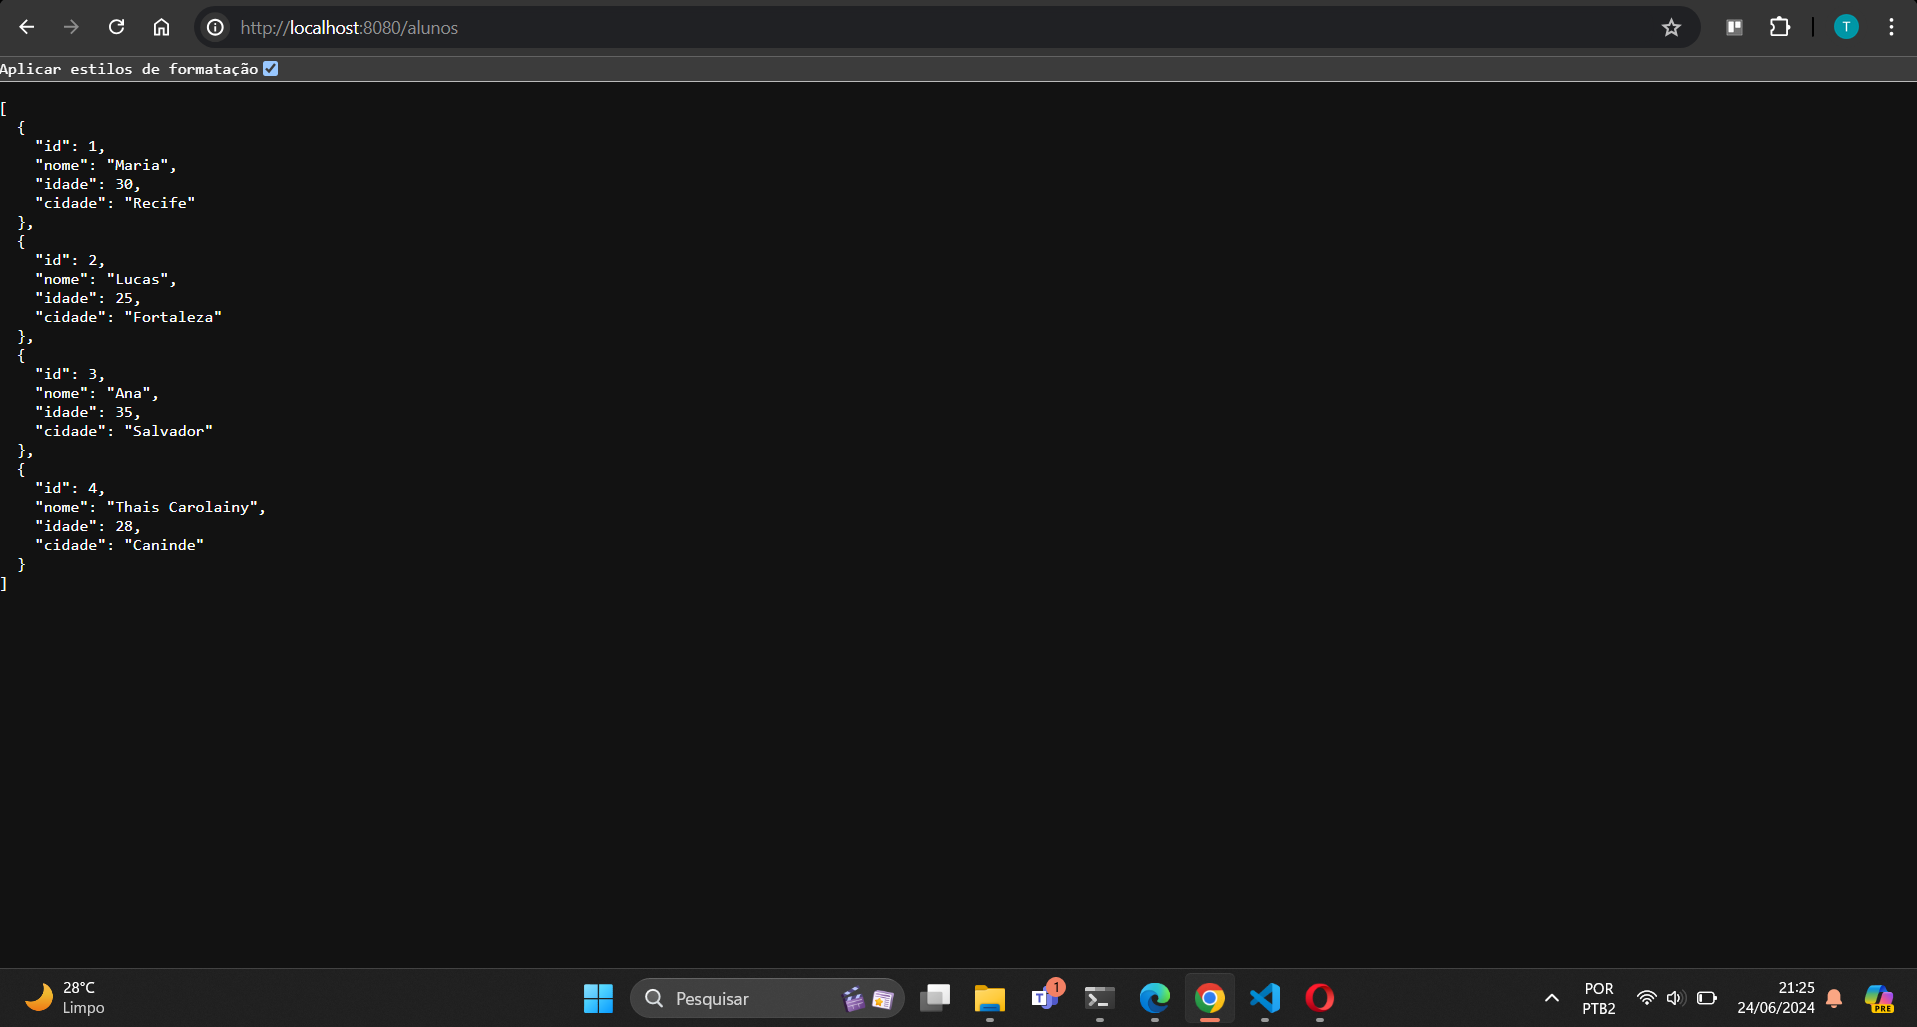 http://localhost:8080/alunos
T
Aplicar estilos de formatação
[
  {
    "id": 1,
    "nome": "Maria",
    "idade": 30,
    "cidade": "Recife"
  },
  {
    "id": 2,
    "nome": "Lucas",
    "idade": 25,
    "cidade": "Fortaleza"
  },
  {
    "id": 3,
    "nome": "Ana",
    "idade": 35,
    "cidade": "Salvador"
  },
  {
    "id": 4,
    "nome": "Thais Carolainy",
    "idade": 28,
    "cidade": "Caninde"
  }
]
28°C
Limpo
Pesquisar
T
1
POR
PTB2
21:25
24/06/2024
PRE